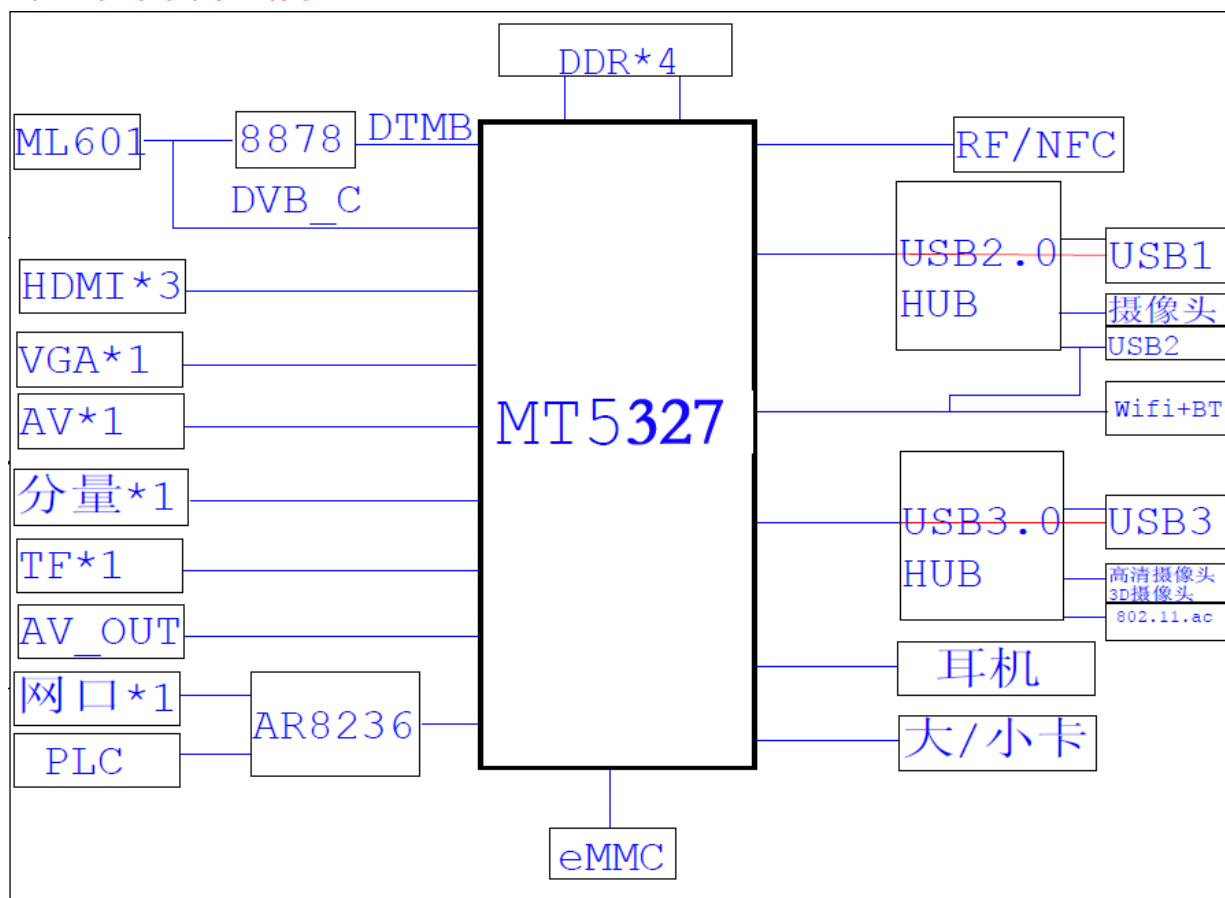 DDR*4
ML601
8878
DTMB
DVB_C
HDMI*3
VGA*1
AV*1
分量*1
TF*1
AV_OUT
网口*1
PLC
AR8236
MT5327
eMMC
RF/NFC
USB2.0
HUB
USB1
摄像头
USB2
Wifi+BT
USB3.0
HUB
USB3
高清摄像头
3D摄像头
802.11.ac
耳机
大/小卡